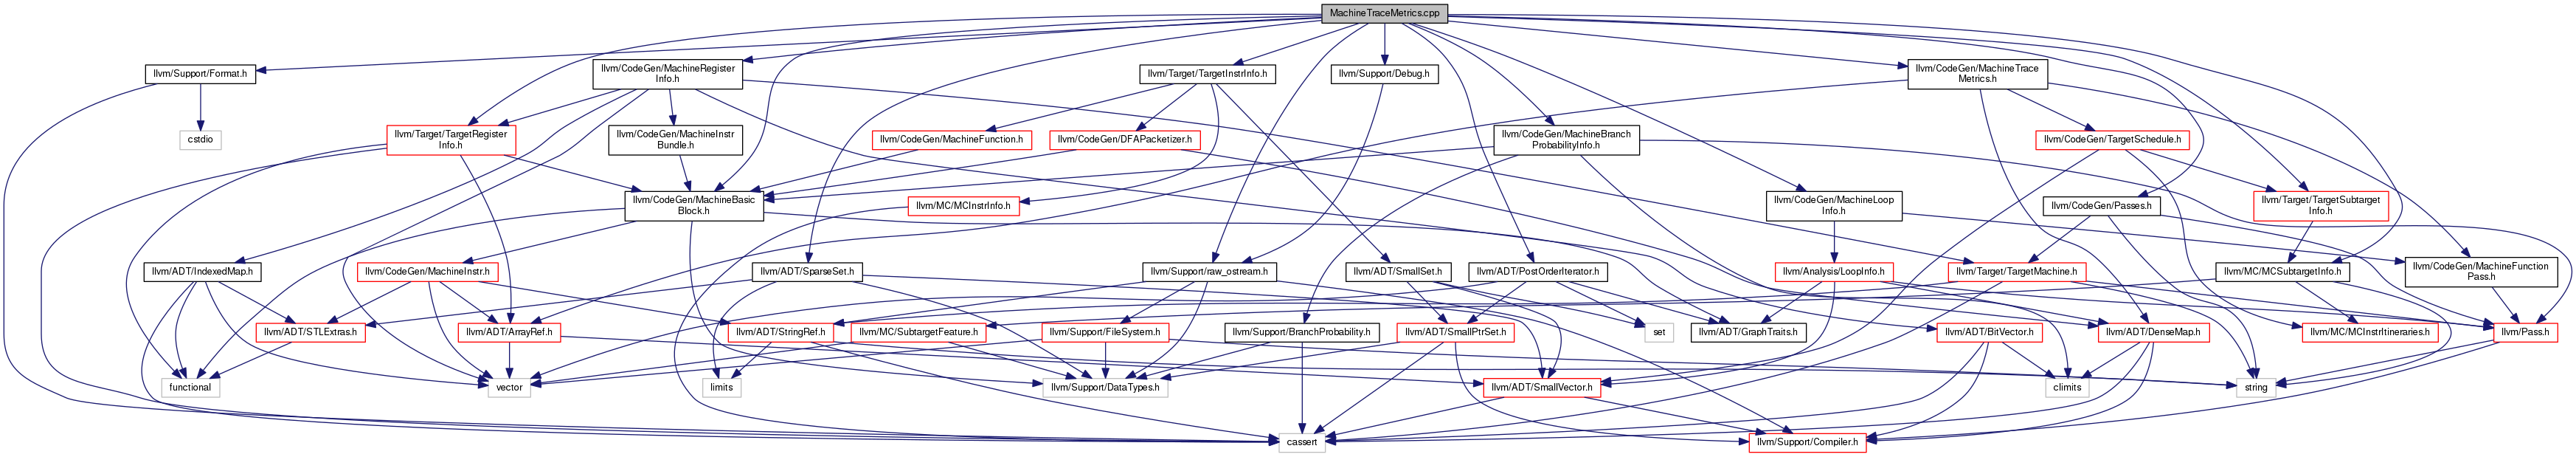 MachineTraceMetrics.cpp
llvm/Support/Format.h
llvm/CodeGen/MachineRegister
Info.h
llvm/Target/TargetInstrInfo.h
llvm/Support/Debug.h
llvm/CodeGen/MachineTrace
Metrics.h
cstdio
llvm/Target/TargetRegister
Info.h
llvm/CodeGen/MachineInstr
Bundle.h
llvm/CodeGen/MachineFunction.h
llvm/CodeGen/DFAPacketizer.h
llvm/CodeGen/MachineBranch
ProbabilityInfo.h
llvm/CodeGen/TargetSchedule.h
llvm/CodeGen/MachineBasic
Block.h
llvm/MC/MCInstrInfo.h
llvm/CodeGen/MachineLoop
Info.h
llvm/CodeGen/Passes.h
llvm/Target/TargetSubtarget
Info.h
llvm/ADT/IndexedMap.h
llvm/CodeGen/MachineInstr.h
llvm/ADT/SparseSet.h
llvm/Support/raw_ostream.h
llvm/ADT/SmallSet.h
llvm/ADT/PostOrderIterator.h
llvm/Analysis/LoopInfo.h
llvm/Target/TargetMachine.h
llvm/MC/MCSubtargetInfo.h
llvm/CodeGen/MachineFunction
Pass.h
llvm/ADT/STLExtras.h
llvm/ADT/ArrayRef.h
llvm/ADT/StringRef.h
llvm/MC/SubtargetFeature.h
llvm/Support/FileSystem.h
llvm/Support/BranchProbability.h
llvm/ADT/SmallPtrSet.h
set
llvm/ADT/GraphTraits.h
llvm/ADT/BitVector.h
llvm/ADT/DenseMap.h
llvm/MC/MCInstrItineraries.h
llvm/Pass.h
functional
vector
limits
llvm/Support/DataTypes.h
llvm/ADT/SmallVector.h
climits
string
cassert
llvm/Support/Compiler.h